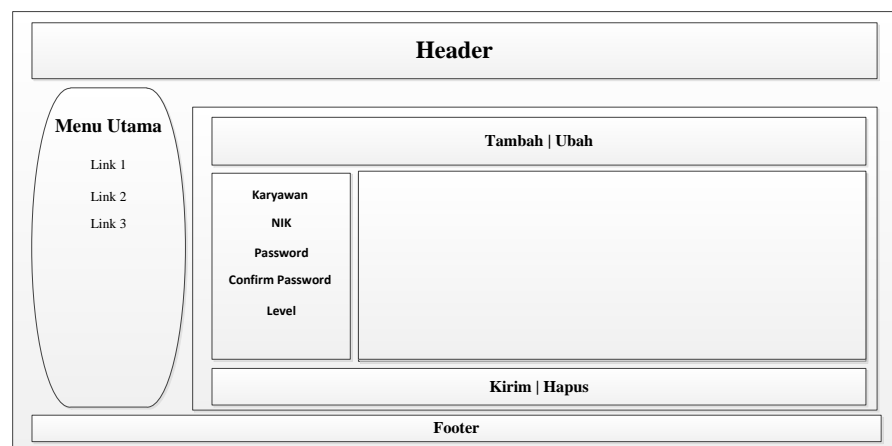 Header
Menu Utama
Link 1
Link 2
Link 3
Tambah | Ubah
Karyawan
NIK
Password
Confirm Password
Level
Kirim | Hapus
Footer